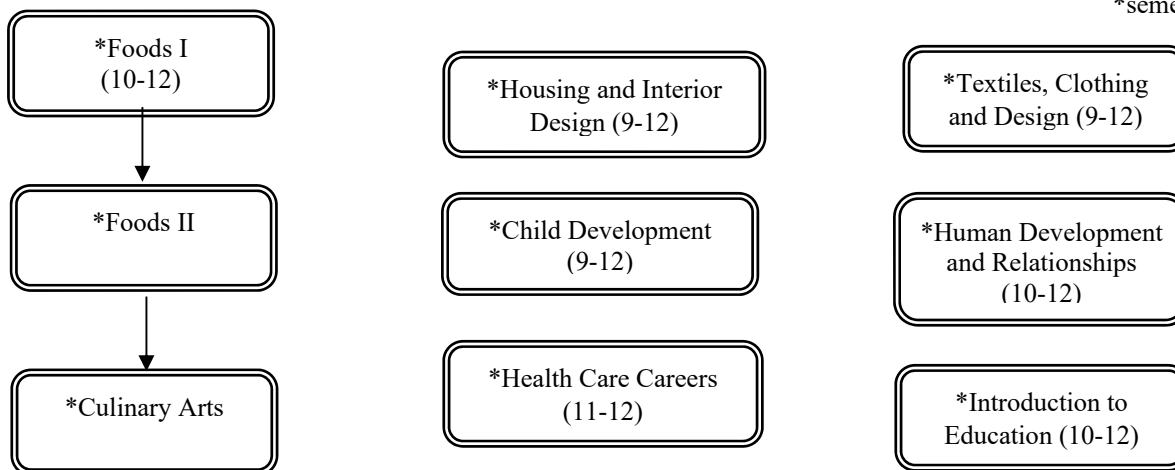 *Foods I
(10-12)
*Foods II
*Culinary Arts
*Housing and Interior
Design (9-12)
*Child Development
(9-12)
*Health Care Careers
(11-12)
*Textiles, Clothing
and Design (9-12)
*Human Development
and Relationships
(10-12)
*Introduction to
Education (10-12)